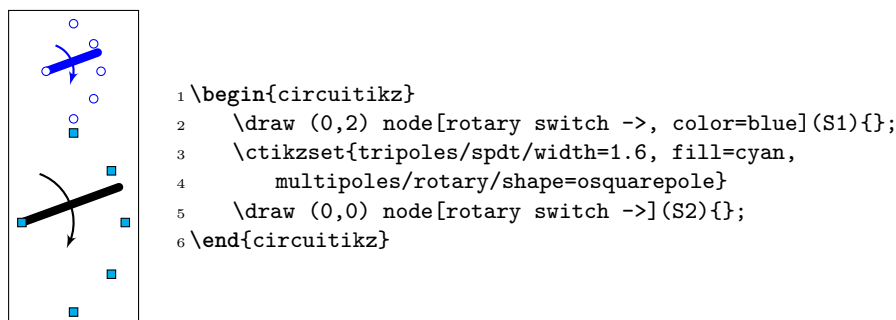 1 \begin{circuitikz}
2     \draw (0,2) node[rotary switch ->, color=blue](S1){};
3     \ctikzset{tripoles/spdt/width=1.6, fill=cyan,
4        multipoles/rotary/shape=osquarepole}
5     \draw (0,0) node[rotary switch ->](S2){};
6 \end{circuitikz}